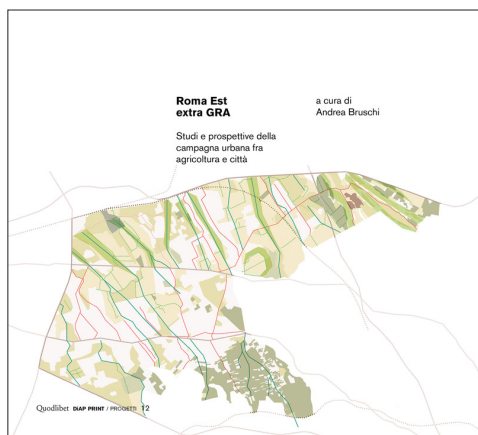 Roma Est
extra GRA
a cura di
Andrea Bruschi
Studi e prospettive della
campagna urbana fra
agricoltura e città
Quodlibet DiAP PRINT / PROGETTI 12